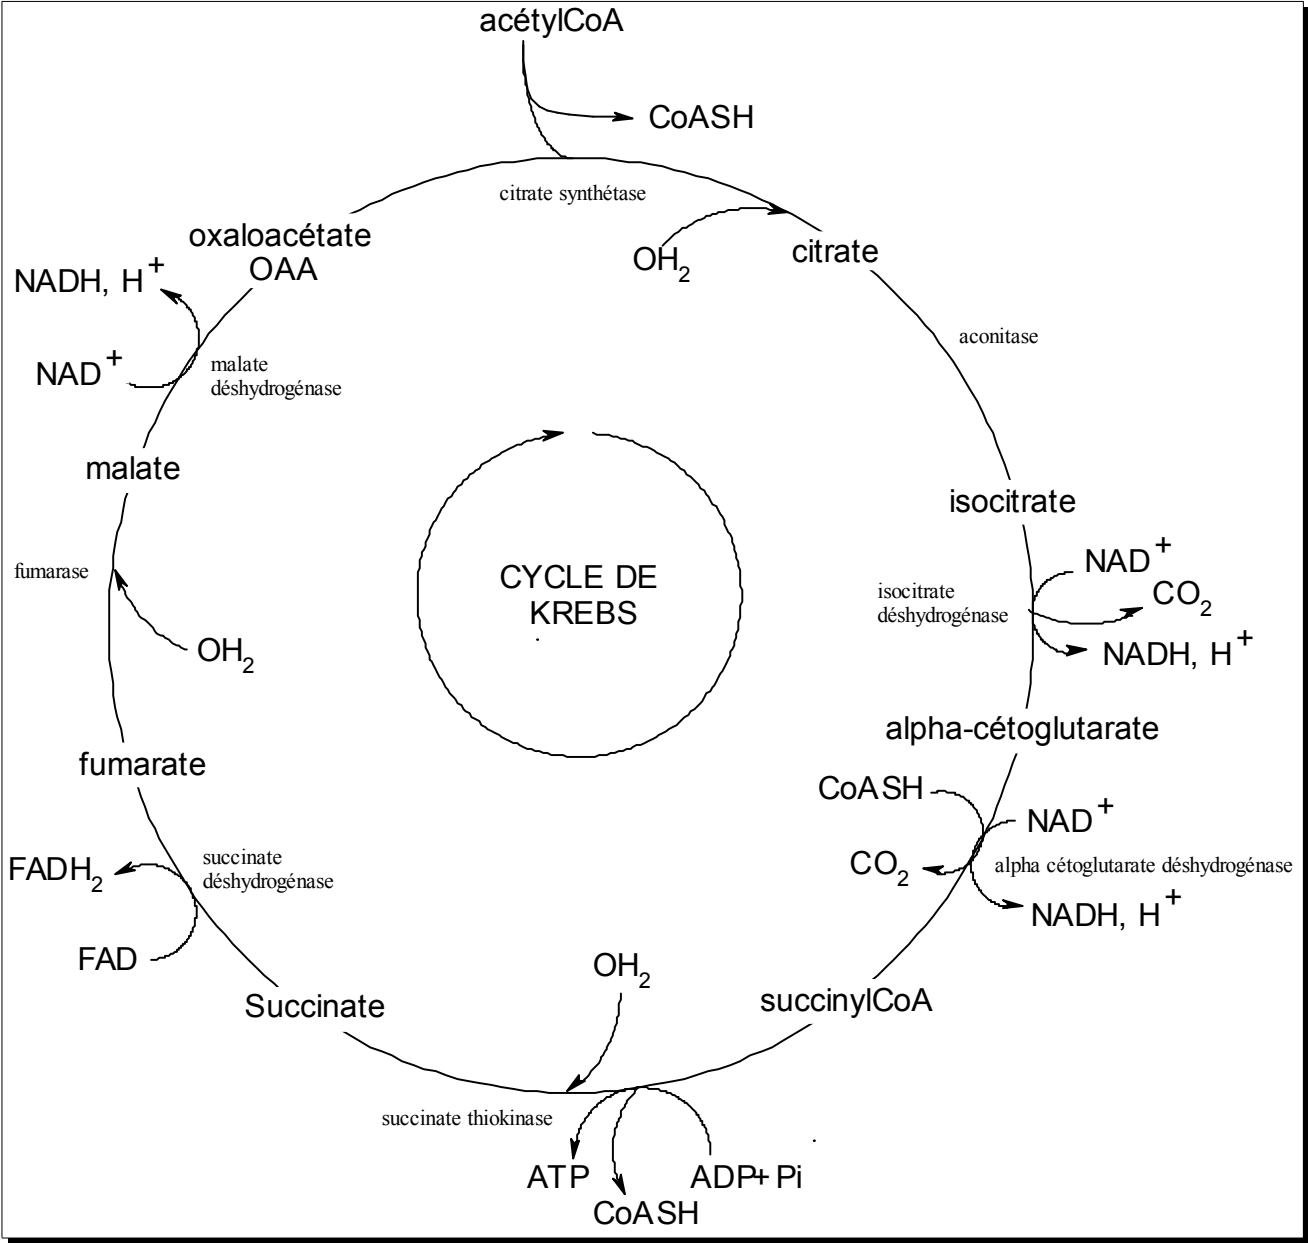 acétylCoA
CoASH
citrate synthétase
oxaloacétate
OAA
OH2
citrate
NADH, H+
NAD+
malate
déshydrogénase
aconitase
malate
isocitrate
fumarase
OH2
CYCLE DE
KREBS
isocitrate
déshydrogénase
NAD+
CO2
NADH, H+
alpha-cétoglutarate
fumarate
CoASH
NAD+
CO2
alpha cétoglutarate déshydrogénase
NADH, H+
FADH2
succinate
déshydrogénase
FAD
OH2
Succinate
succinylCoA
succinate thiokinase
ATP
ADP+ Pi
CoASH